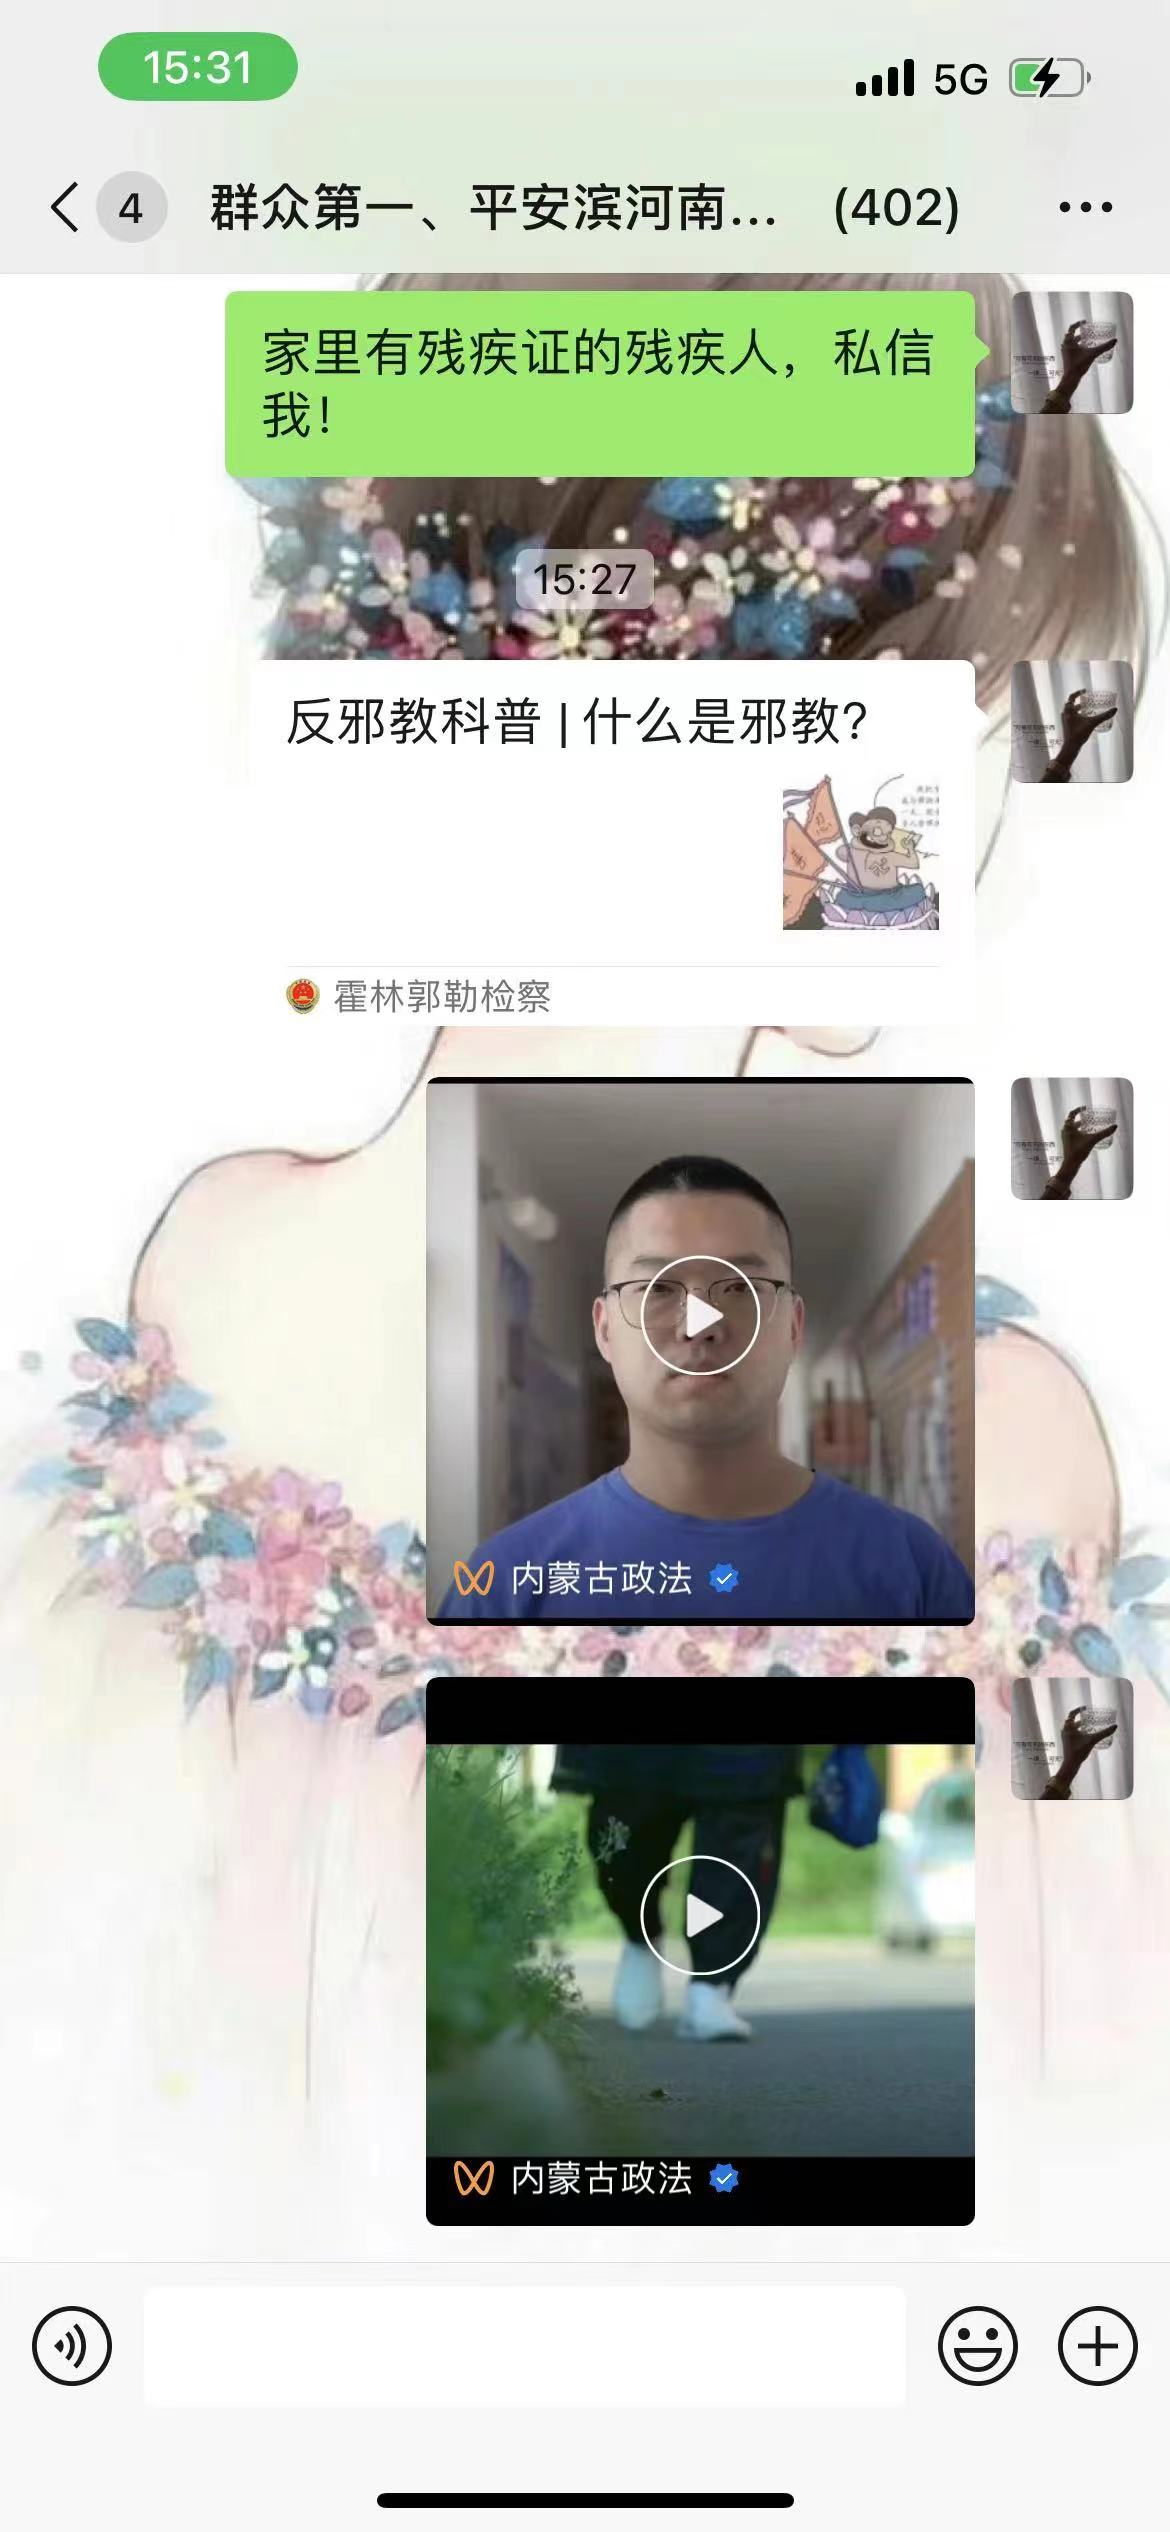 15:31
5G
4
群众第一、平安滨河南... (402)
家里有残疾证的残疾人，私信
我！
15:27
反邪教科普 | 什么是邪教？
霍林郭勒检察
内蒙古政法
内蒙古政法